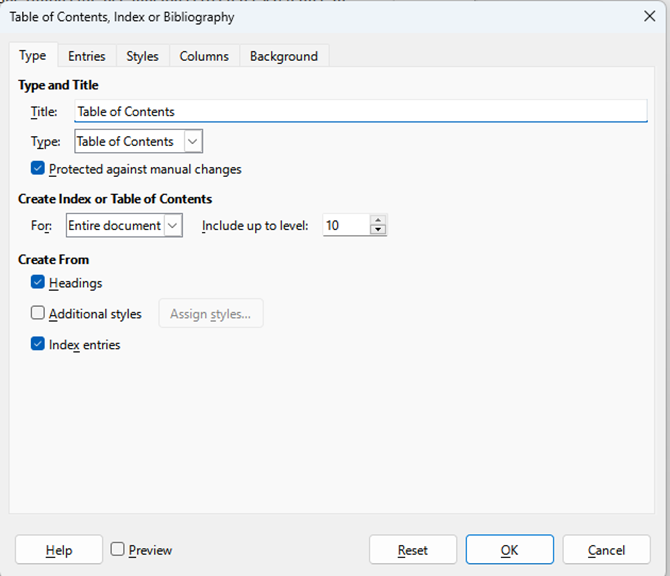 Table of Contents, Index or Bibliography
Type Entries Styles Columns Background
Type and Title
Title: Table of Contents
Type: Table of Contents
Protected against manual changes
Create Index or Table of Contents
For: Entire document Include up to level: 10
Create From
Headings
Additional styles Assign styles...
Index entries
Help Preview Reset OK Cancel